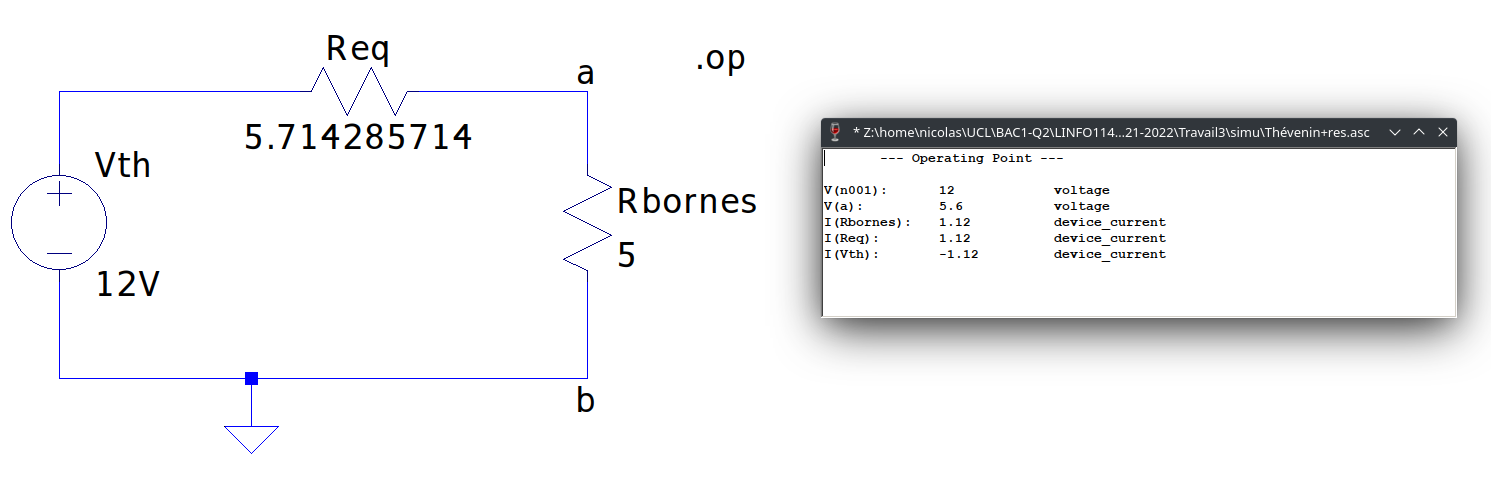 Req
a
.op
5.714285714
Vth
Rbornes
5
12V
b
* Z:\home\nicolas\UCL\BAC1-Q2\LINFO114...21-2022\Travail3\simu\Thévenin+res.asc
--- Operating Point ---
V(n001): 12 voltage
V(a): 5.6 voltage
I(Rbornes): 1.12 device_current
I(Req): 1.12 device_current
I(Vth): -1.12 device_current